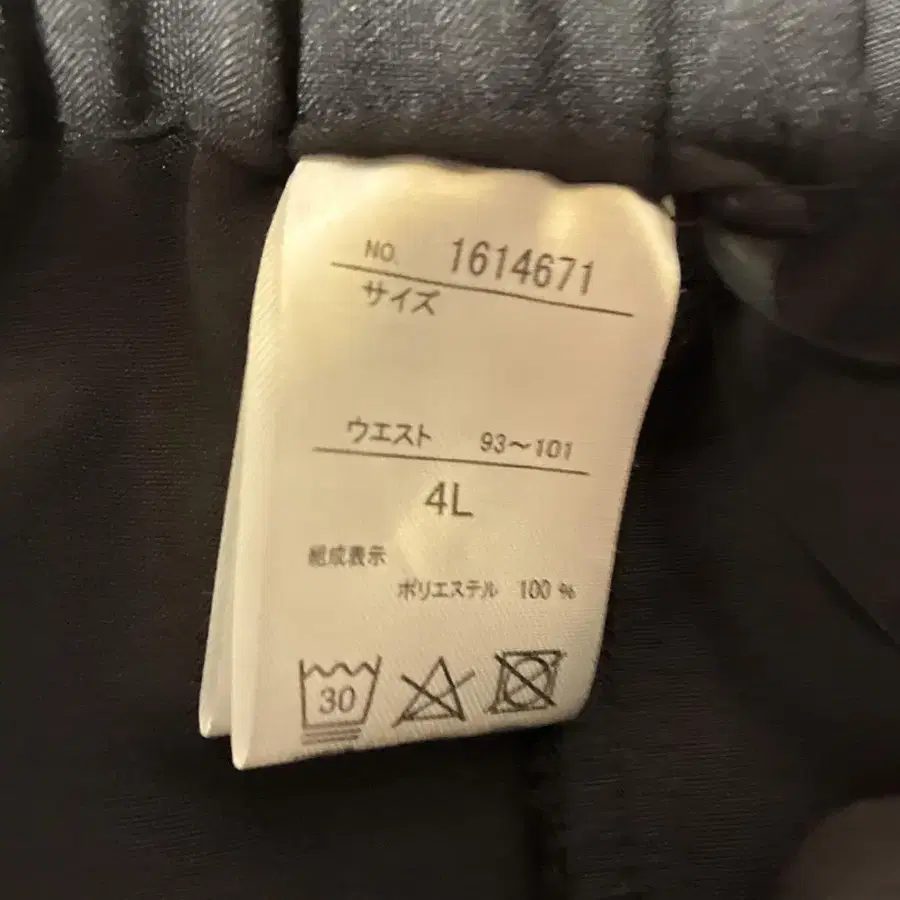 NO. 1614671
サイズ
ウエスト 93～101
4L
組成表示
ポリエステル 100 %
30